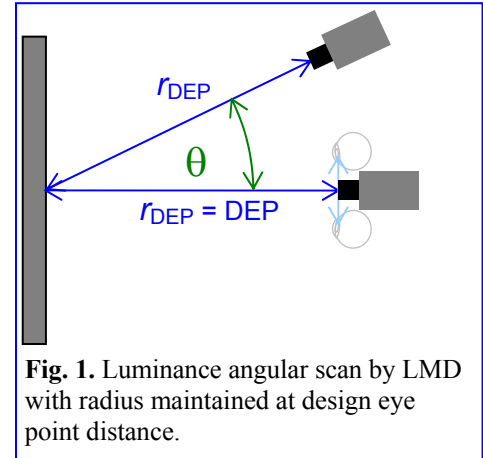 rDEP
θ
rDEP = DEP
Fig. 1. Luminance angular scan by LMD
with radius maintained at design eye
point distance.